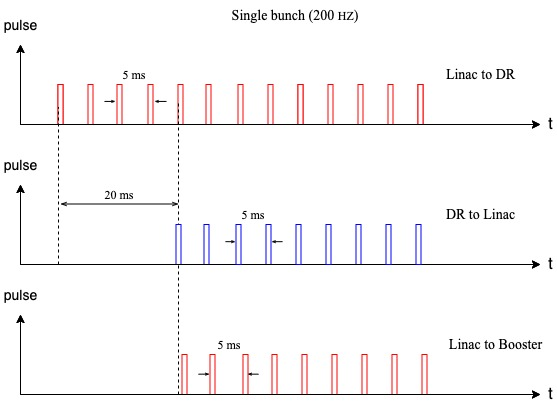 Single bunch (200 HZ)
pulse
5 ms
Linac to DR
t
pulse
20 ms
5 ms
DR to Linac
t
pulse
5 ms
Linac to Booster
t